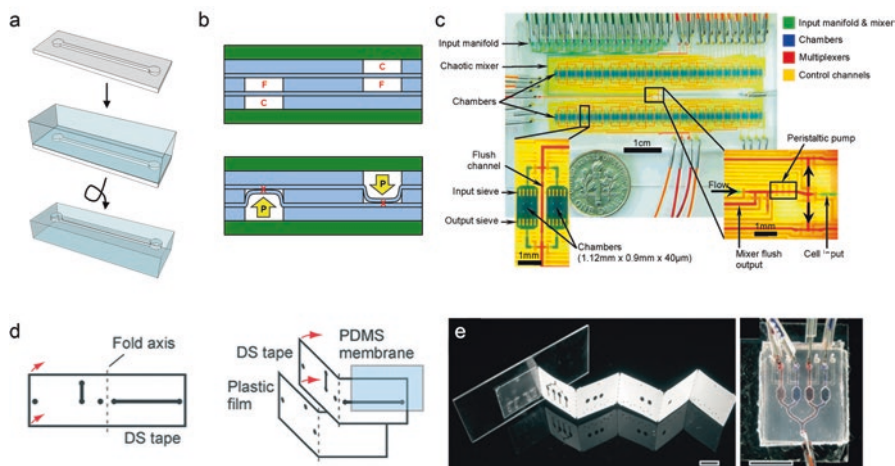 a
b
C
F
F
C
P
P
c
Input manifold
Chaotic mixer
Chambers
1cm
Input manifold & mixer
Chambers
Multiplexers
Control channels
Flush
channel
Input sieve
Output sieve
1mm
Chambers
(1.12mm x 0.9mm x 40µm)
Peristaltic pump
Flow
1mm
Mixer flush
output
Cell
d
Fold axis
DS tape
DS tape
Plastic
film
PDMS
membrane
e